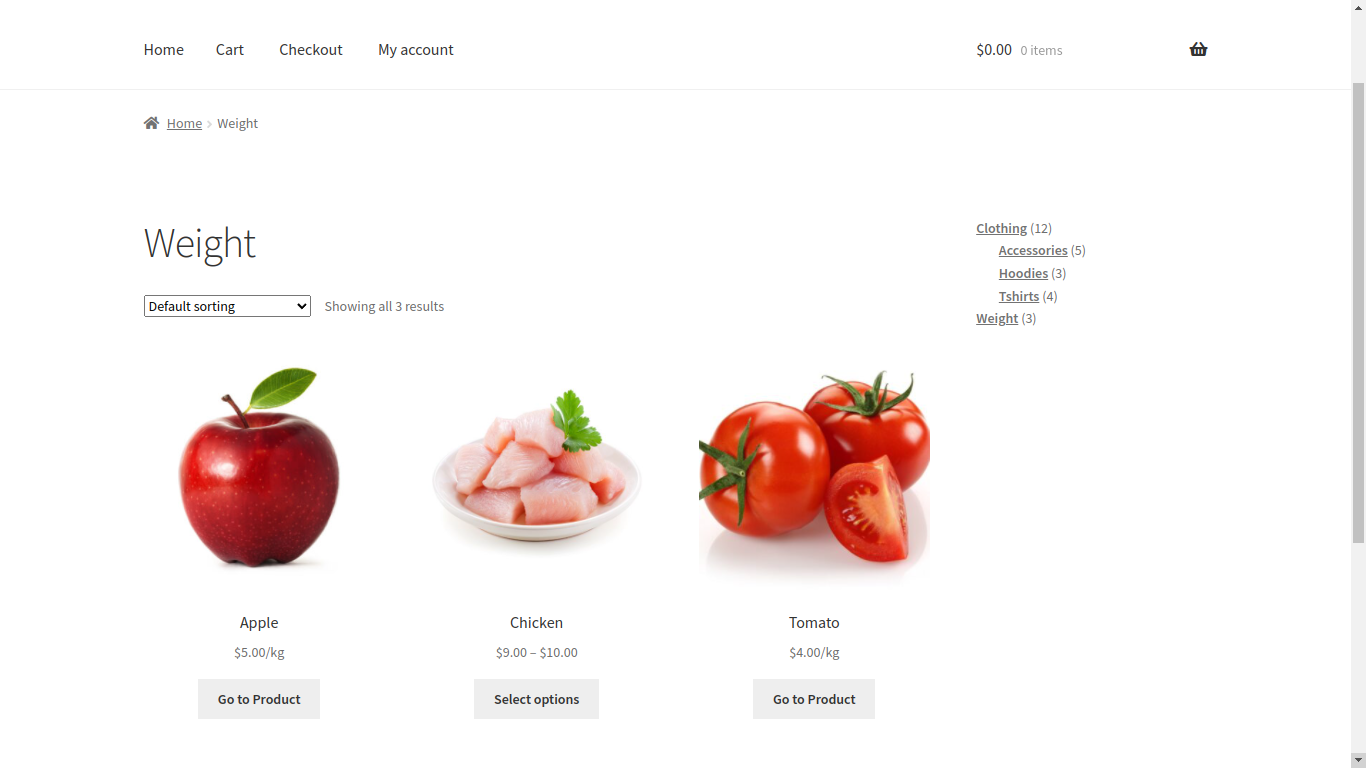 Home Cart Checkout My account $0.00 0 items
Home Weight
Weight
Default sorting Showing all 3 results
Clothing (12)
Accessories (5)
Hoodies (3)
Tshirts (4)
Weight (3)
Apple
$5.00/kg
Go to Product
Chicken
$9.00 – $10.00
Select options
Tomato
$4.00/kg
Go to Product